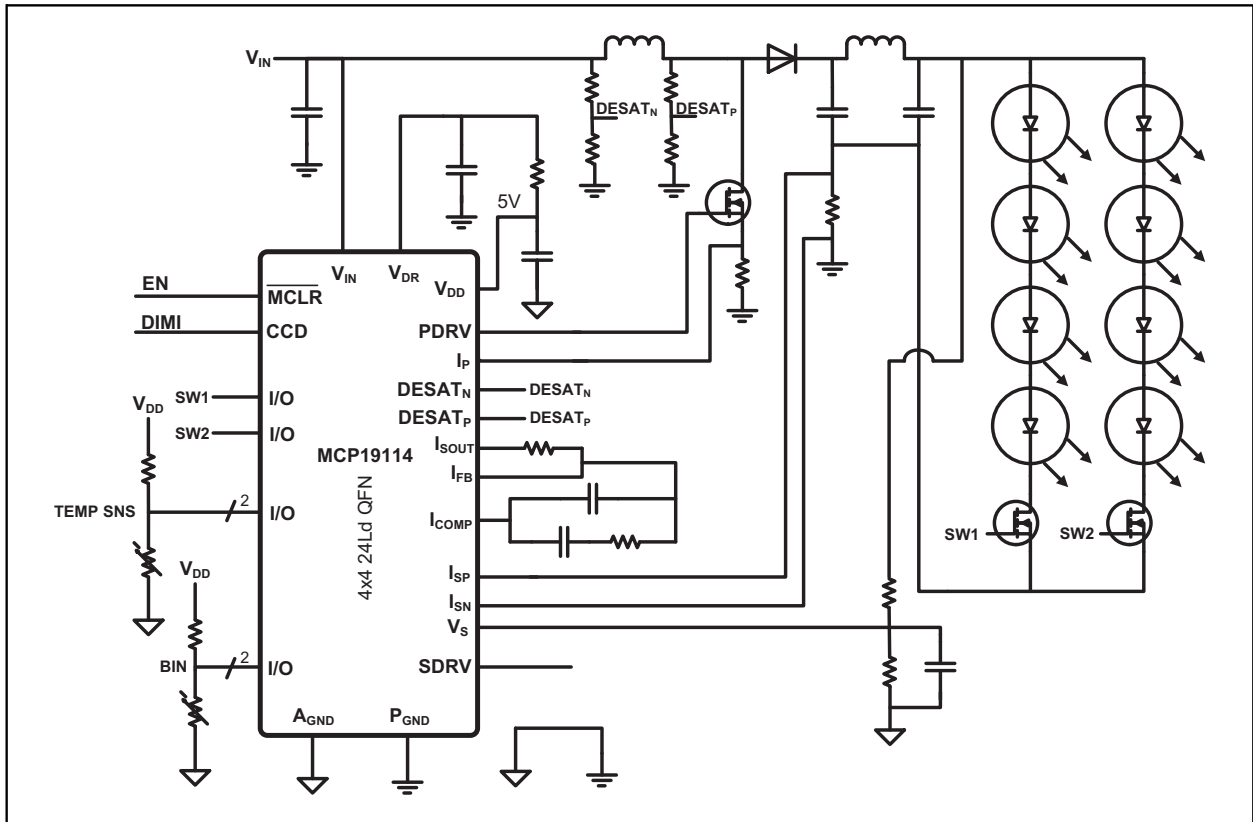 VIN
DESATN
DESATP
5V
VIN
VDR
VDD
EN
MCLR
DIMI
CCD
PDRV
IP
SW1
I/O
DESATN
DESATN
VDD
SW2
I/O
DESATP
DESATP
MCP19114
ISOUT
IFB
4x4 24Ld QFN
TEMP SNS
2
I/O
ICOMP
SW1
SW2
VDD
ISP
ISN
VS
BIN
2
I/O
SDRV
AGND
PGND